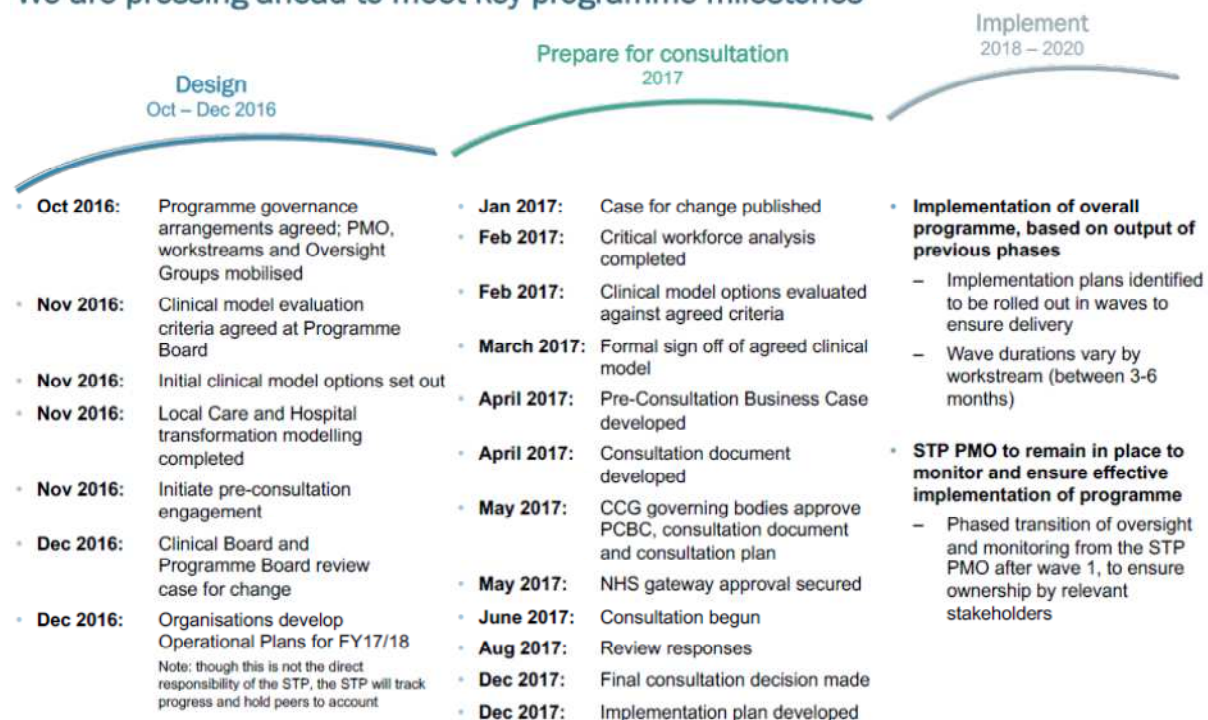 We are pressing ahead to meet key programme milestones
Design
Oct – Dec 2016
• Oct 2016: Programme governance
arrangements agreed; PMO,
workstreams and Oversight
Groups mobilised
• Nov 2016: Clinical model evaluation
criteria agreed at Programme
Board
• Nov 2016: Initial clinical model options set out
• Nov 2016: Local Care and Hospital
transformation modelling
completed
• Nov 2016: Initiate pre-consultation
engagement
• Dec 2016: Clinical Board and
Programme Board review
case for change
• Dec 2016: Organisations develop
Operational Plans for FY17/18
Note: though this is not the direct
responsibility of the STP, the STP will track
progress and hold peers to account
Prepare for consultation
2017
• Jan 2017: Case for change published
• Feb 2017: Critical workforce analysis
completed
• Feb 2017: Clinical model options evaluated
against agreed criteria
• March 2017: Formal sign off of agreed clinical
model
• April 2017: Pre-Consultation Business Case
developed
• April 2017: Consultation document
developed
• May 2017: CCG governing bodies approve
PCBC, consultation document
and consultation plan
• May 2017: NHS gateway approval secured
• June 2017: Consultation begun
• Aug 2017: Review responses
• Dec 2017: Final consultation decision made
• Dec 2017: Implementation plan developed
Implement
2018 – 2020
• Implementation of overall
programme, based on output of
previous phases
– Implementation plans identified
to be rolled out in waves to
ensure delivery
– Wave durations vary by
workstream (between 3-6
months)
• STP PMO to remain in place to
monitor and ensure effective
implementation of programme
– Phased transition of oversight
and monitoring from the STP
PMO after wave 1, to ensure
ownership by relevant
stakeholders